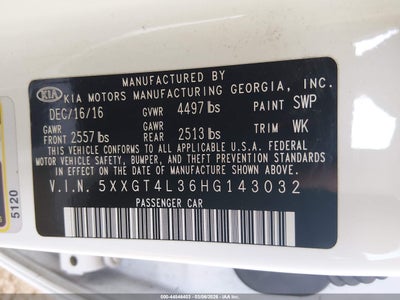 MANUFACTURED BY
KIA KIA MOTORS MANUFACTURING GEORGIA, INC.
DEC/16/16 GVWR 4497 lbs PAINT SWP
GAWR FRONT 2557 lbs GAWR REAR 2513 lbs TRIM WK
THIS VEHICLE CONFORMS TO ALL APPLICABLE U.S. FEDERAL
MOTOR VEHICLE SAFETY, BUMPER, AND THEFT PREVENTION
STANDARDS IN EFFECT ON THE DATE OF MANUFACTURE SHOWN ABOVE.
V.I.N. 5XXGT4L36HG143032
PASSENGER CAR
5120